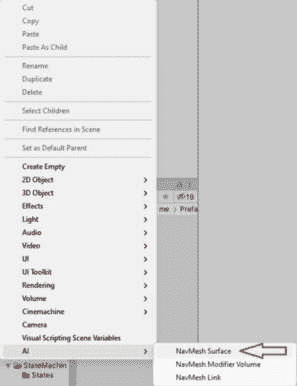 Cut
Copy
Paste
Paste As Child
Rename
Duplicate
Delete
Select Children
Find References in Scene
Set as Default Parent
Create Empty
2D Object
3D Object
Effects
Light
Audio
Video
UI
UI Toolkit
Rendering
Volume
Cinemachine
Camera
Visual Scripting Scene Variables
AI
NavMesh Surface
NavMesh Modifier Volume
NavMesh Link
18
me > Prefa
StateMachin
States